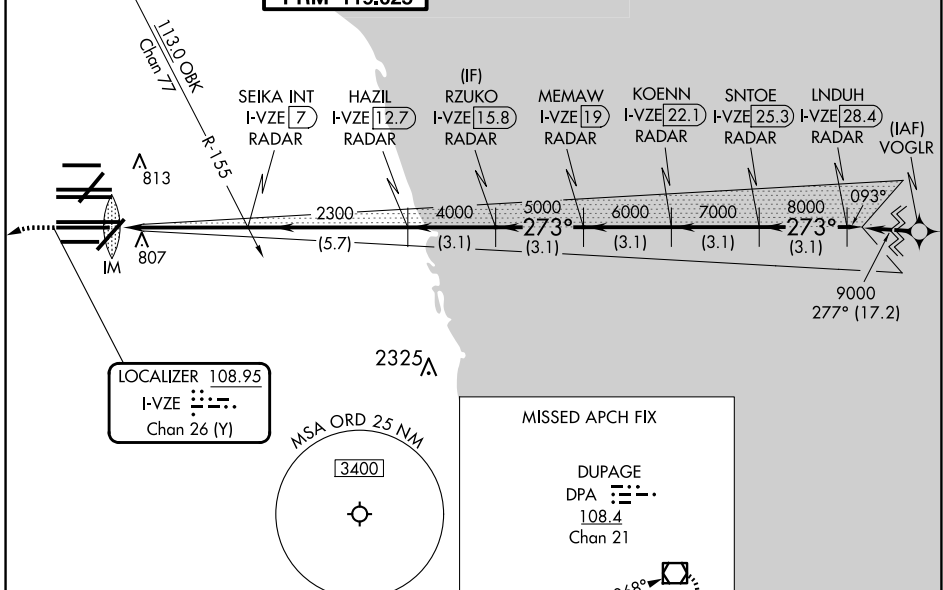 PRM 119.625
113.0 OBK
Chan 77
R-155
SEIKA INT
I-VZE 7
RADAR
HAZIL
I-VZE 12.7
RADAR
(IF)
RZUKO
I-VZE 15.8
RADAR
MEMAW
I-VZE 19
RADAR
KOENN
I-VZE 22.1
RADAR
SNTOE
I-VZE 25.3
RADAR
LNDUH
I-VZE 28.4
RADAR
(IAF)
VOGLR
813
807
IM
2300
(5.7)
4000
(3.1)
5000
273°
(3.1)
6000
(3.1)
7000
(3.1)
8000
273°
(3.1)
093°
9000
277° (17.2)
2325
LOCALIZER 108.95
I-VZE
Chan 26 (Y)
MSA ORD 25 NM
3400
MISSED APCH FIX
DUPAGE
DPA
108.4
Chan 21